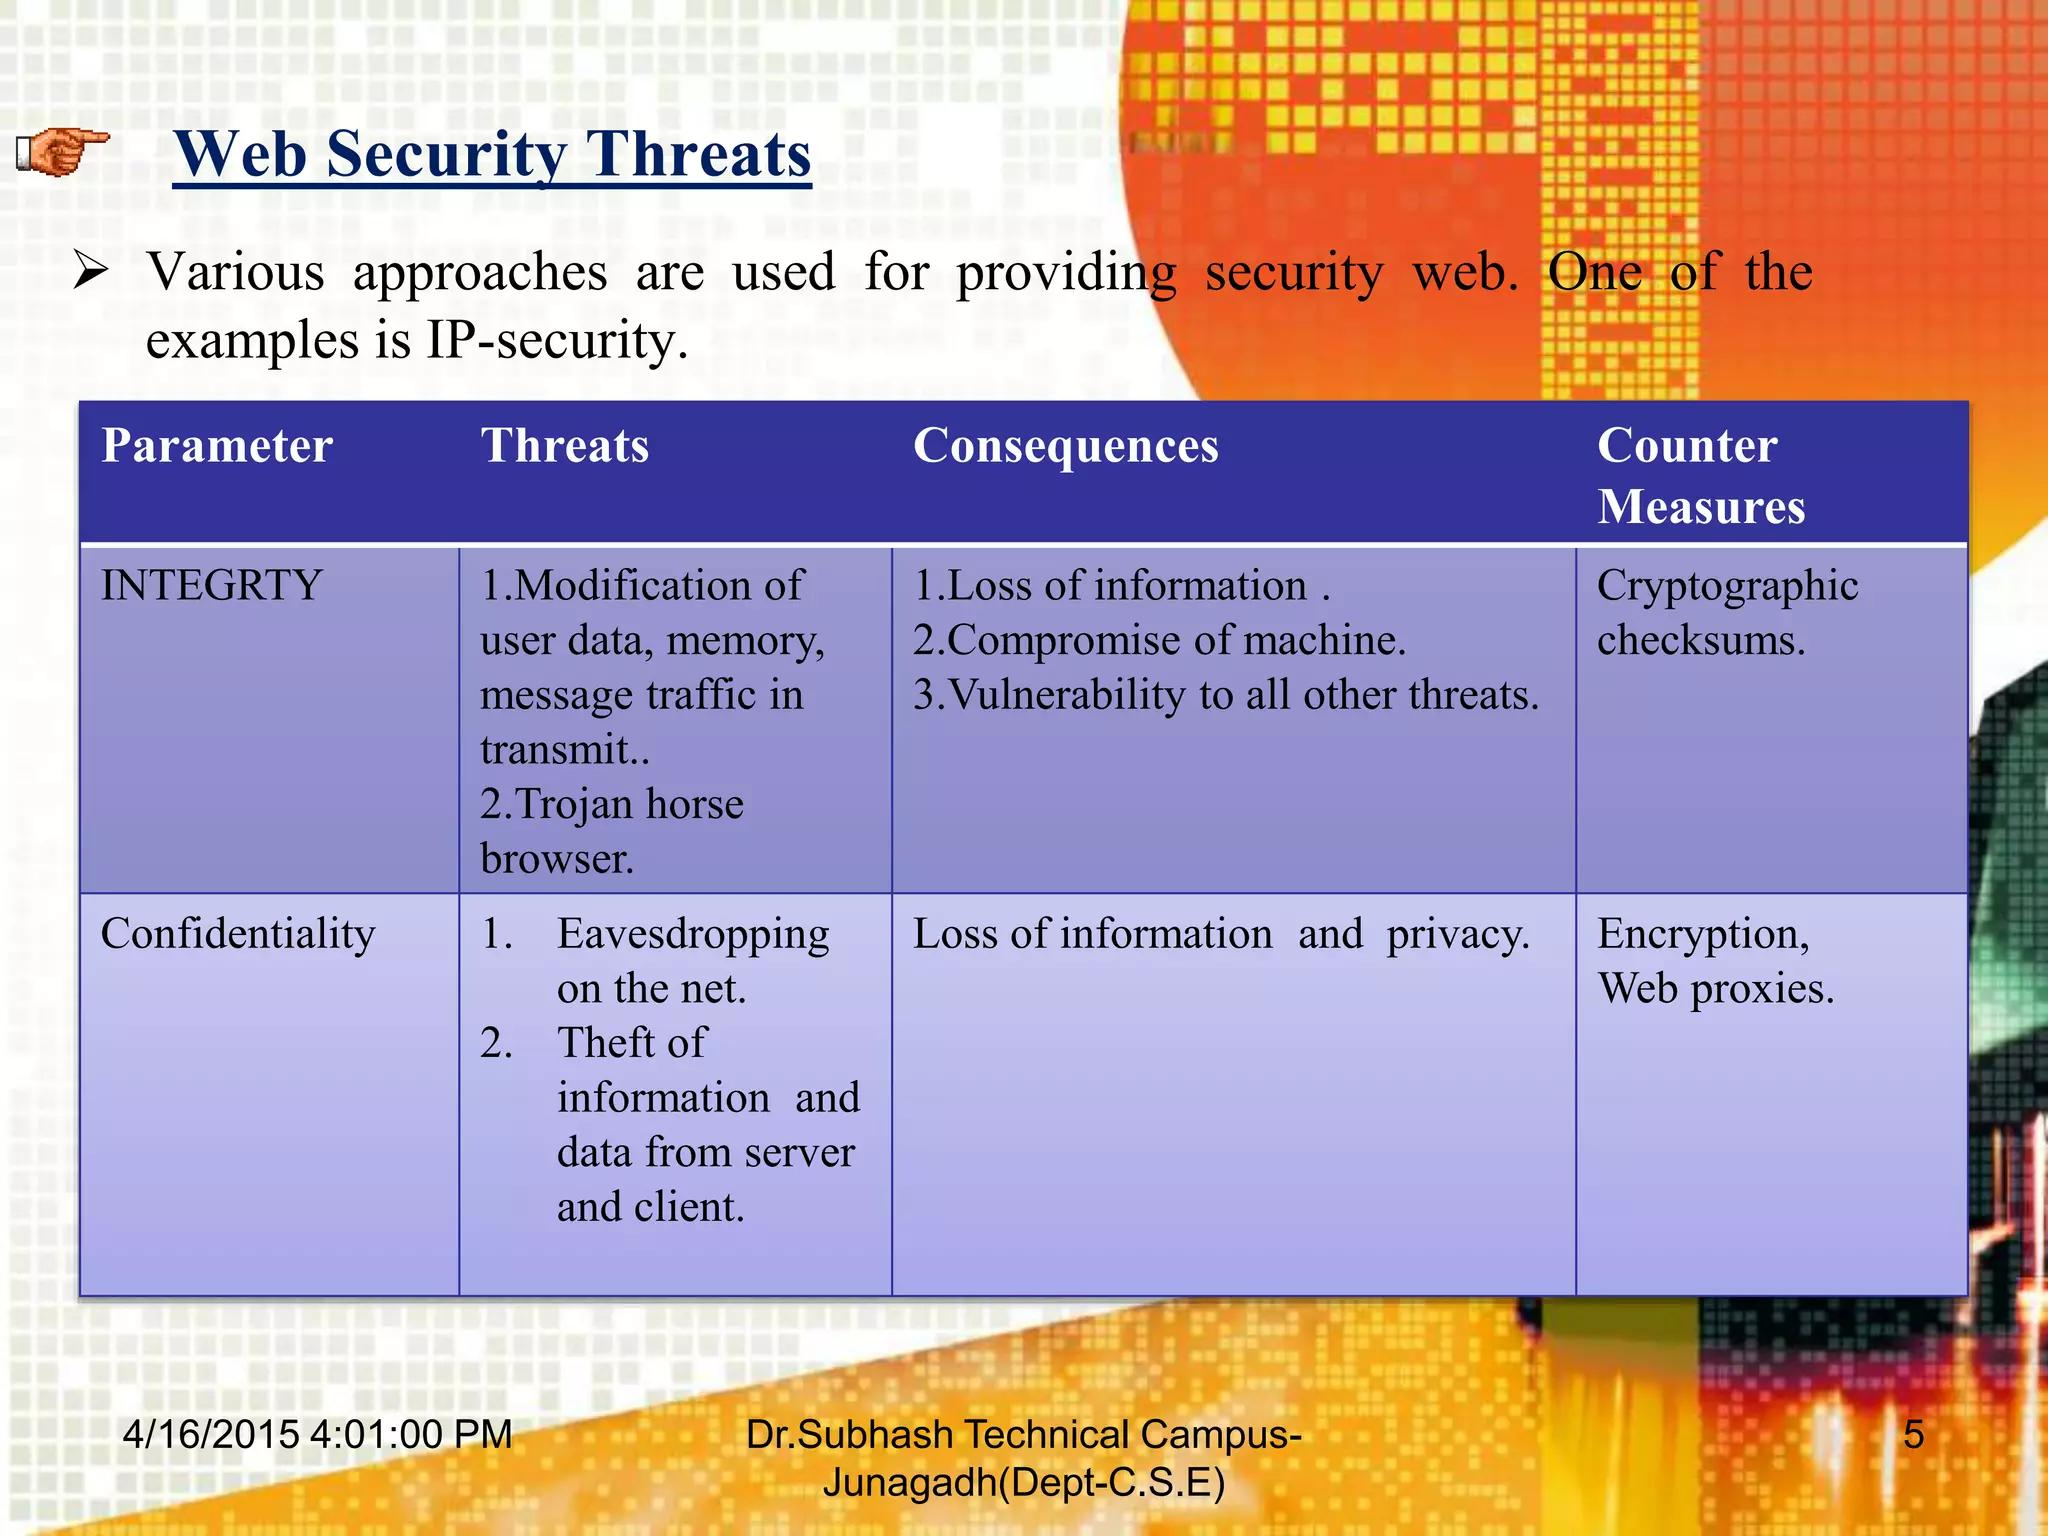 Web Security Threats
➢ Various approaches are used for providing security web. One of the
examples is IP-security.
Parameter
Threats
Consequences
Counter
Measures
INTEGRTY
1.Modification of
user data, memory,
message traffic in
transmit..
2.Trojan horse
browser.
1.Loss of information .
2.Compromise of machine.
3.Vulnerability to all other threats.
Cryptographic
checksums.
Confidentiality
1. Eavesdropping
on the net.
2. Theft of
information and
data from server
and client.
Loss of information and privacy.
Encryption,
Web proxies.
4/16/2015 4:01:00 PM
Dr.Subhash Technical Campus-
Junagadh(Dept-C.S.E)
5